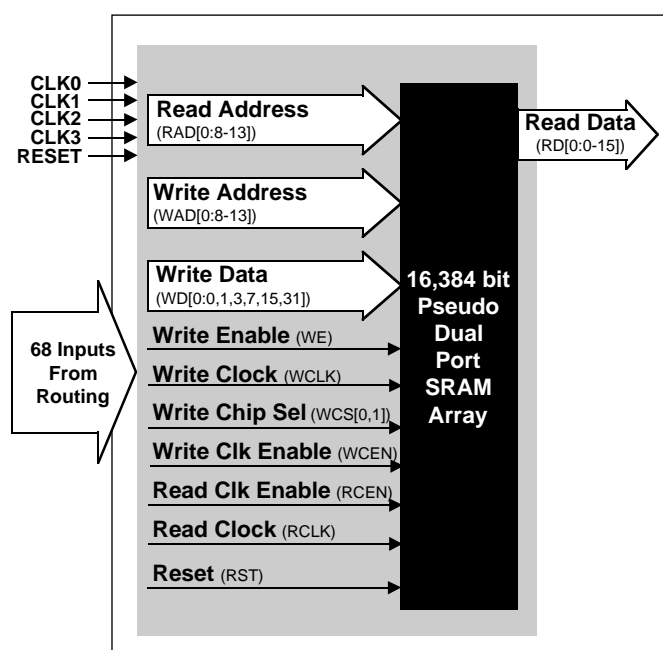 CLK0
CLK1
CLK2
CLK3
RESET
Read Address
(RAD[0:8-13])
Write Address
(WAD[0:8-13])
Write Data
(WD[0:0,1,3,7,15,31])
Write Enable (WE)
Write Clock (WCLK)
Write Chip Sel (WCS[0,1])
Write Clk Enable (WCEN)
Read Clk Enable (RCEN)
Read Clock (RCLK)
Reset (RST)
68 Inputs
From
Routing
16,384 bit
Pseudo
Dual
Port
SRAM
Array
Read Data
(RD[0:0-15])